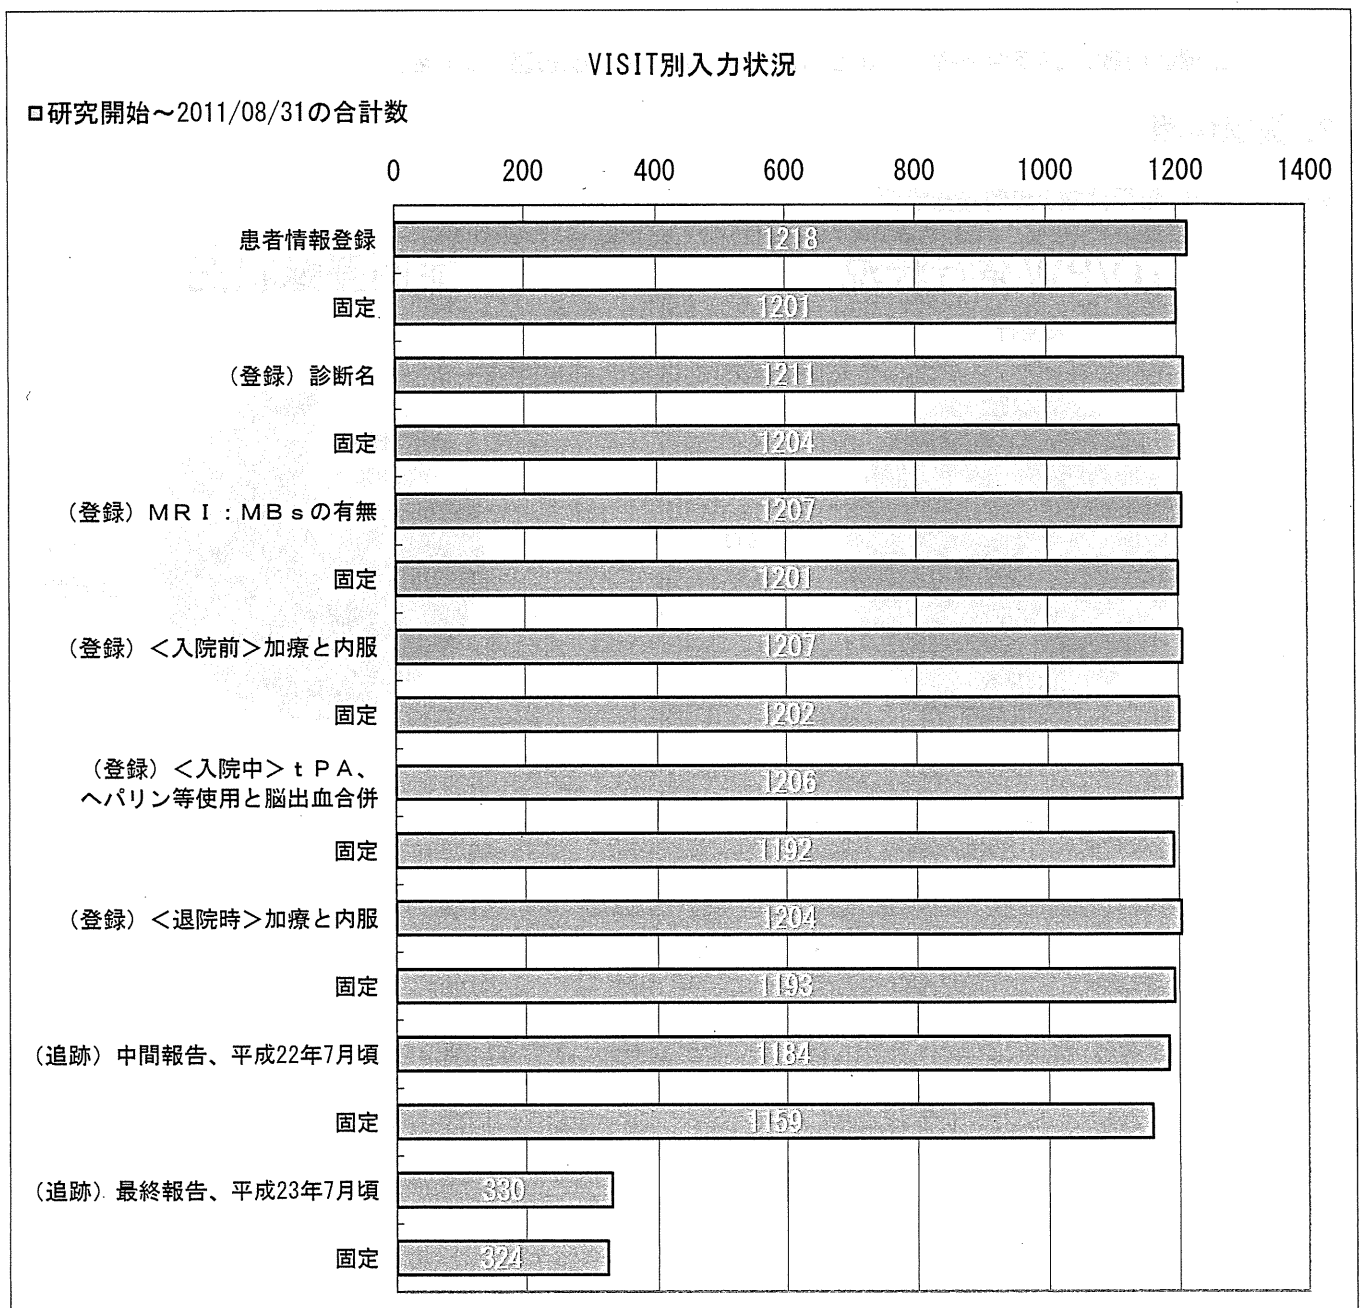 VISIT別入力状況
□研究開始～2011/08/31の合計数
0 200 400 600 800 1000 1200 1400
患者情報登録 1218
固定 1201
（登録）診断名 1211
固定 1204
（登録）ＭＲＩ：ＭＢｓの有無 1207
固定 1201
（登録）＜入院前＞加療と内服 1207
固定 1202
（登録）＜入院中＞ｔＰＡ、
ヘパリン等使用と脳出血合併 1206
固定 1192
（登録）＜退院時＞加療と内服 1204
固定 1193
（追跡）中間報告、平成22年7月頃 1184
固定 1159
（追跡）最終報告、平成23年7月頃 330
固定 324